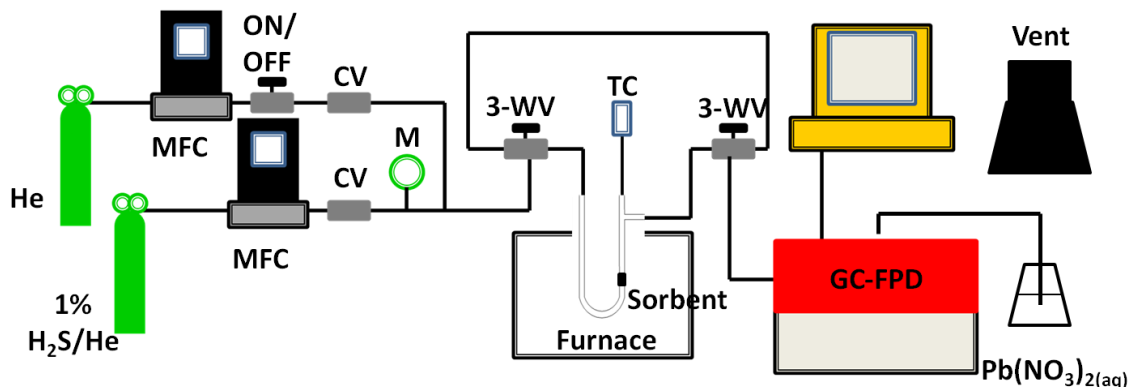 ON/
OFF
CV
MFC
He
MFC
CV
M
1%
H₂S/He
3-WV
TC
3-WV
Sorbent
Furnace
GC-FPD
Vent
Pb(NO₃)₂(aq)